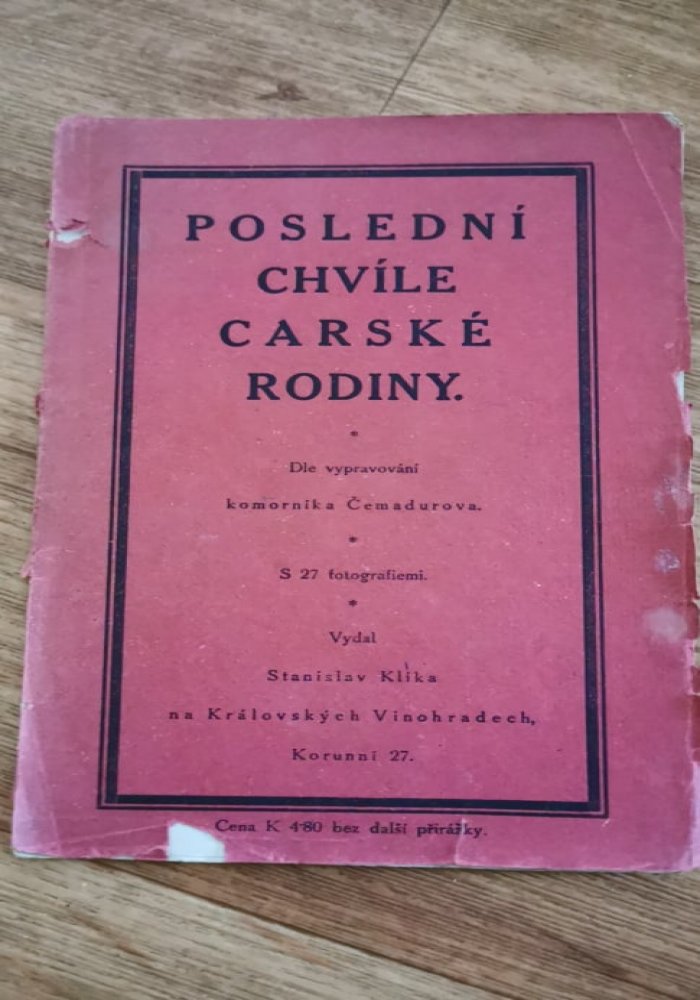 POSLEDNÍ
CHVÍLE
CARSKÉ
RODINY.
*
Dle vypravování
komorníka Čemadurova.
*
S 27 fotografiemi.
*
Vydal
Stanislav Klíka
na Královských Vinohradech,
Korunní 27.
Cena K 4·80 bez další přirážky.